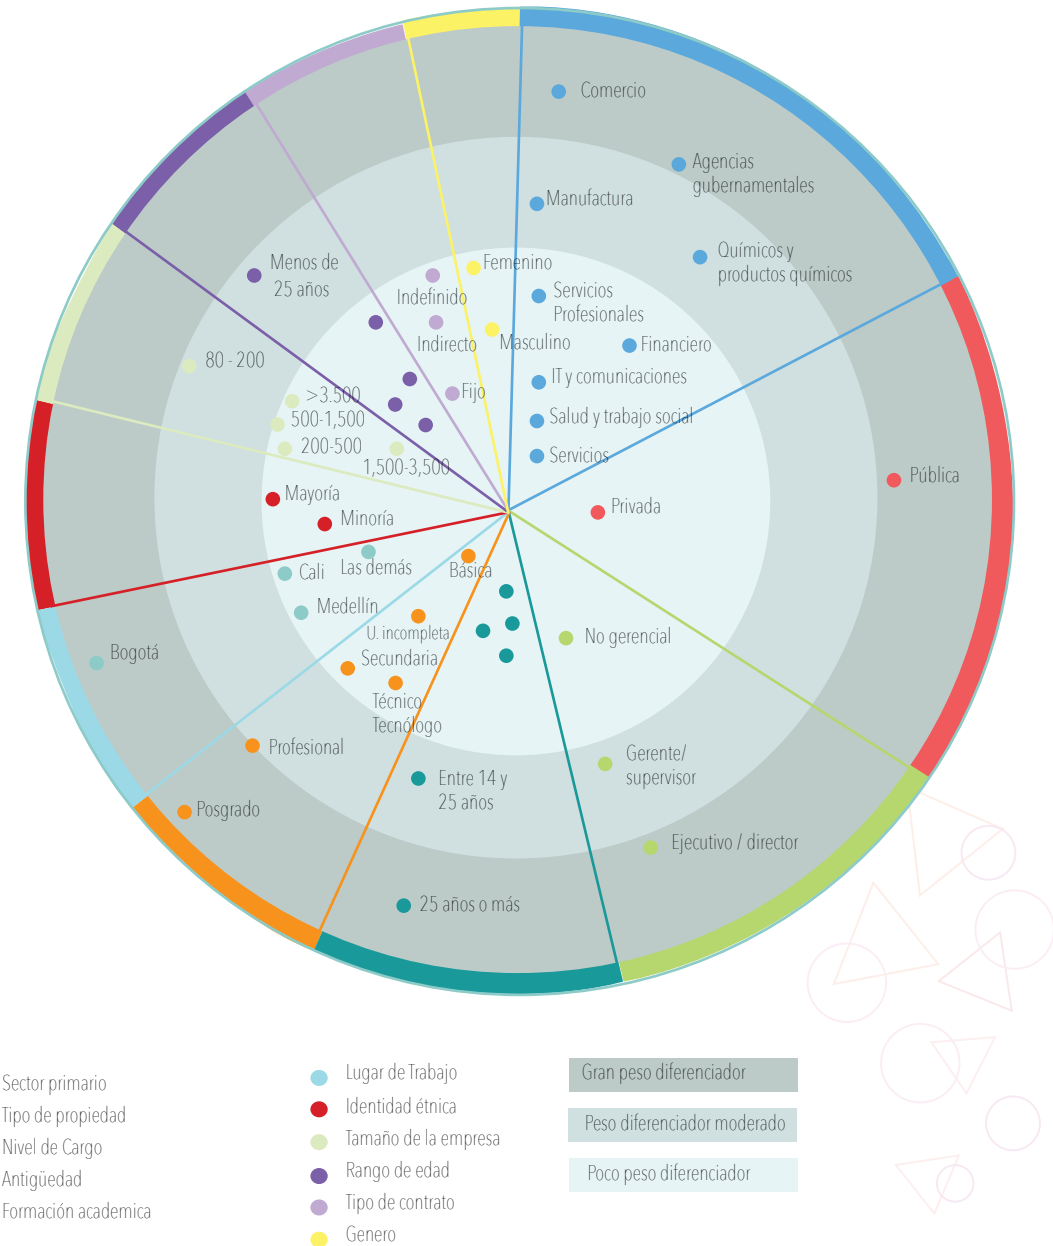 Comercio
Agencias
gubernamentales
Manufactura
Químicos y
productos químicos
Menos de
25 años
Femenino
Indefinido
Servicios
Profesionales
Indirecto
Masculino
Financiero
80 - 200
IT y comunicaciones
>3.500
Fijo
500-1,500
Salud y trabajo social
200-500
1,500-3,500
Servicios
Pública
Mayoría
Privada
Minoría
Cali
Las demás
Básica
Medellín
U. incompleta
No gerencial
Bogotá
Secundaria
Técnico
Tecnólogo
Profesional
Gerente/
supervisor
Entre 14 y
25 años
Posgrado
Ejecutivo / director
25 años o más
Sector primario
Tipo de propiedad
Nivel de Cargo
Antigüedad
Formación academica
Lugar de Trabajo
Identidad étnica
Tamaño de la empresa
Rango de edad
Tipo de contrato
Genero
Gran peso diferenciador
Peso diferenciador moderado
Poco peso diferenciador